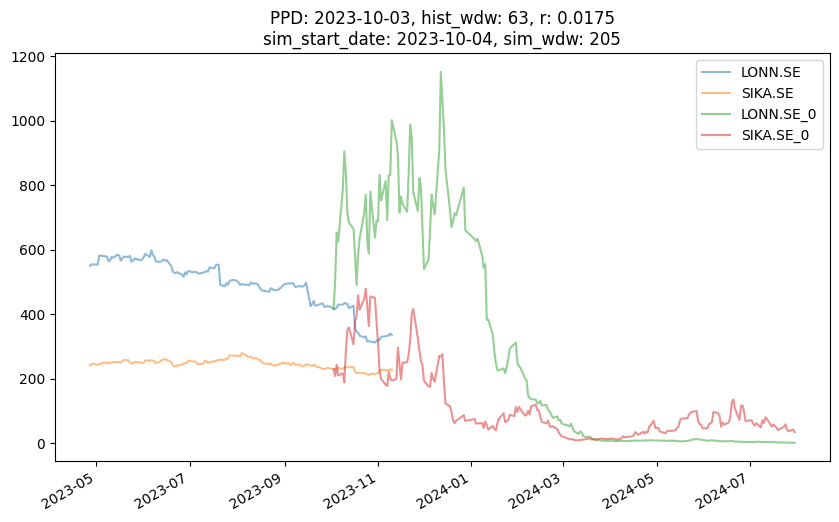 PPD: 2023-10-03, hist_wdw: 63, r: 0.0175
sim_start_date: 2023-10-04, sim_wdw: 205
1200
1000
800
600
400
200
0
LONN.SE
SIKA.SE
LONN.SE_0
SIKA.SE_0
2023-05
2023-07
2023-09
2023-11
2024-01
2024-03
2024-05
2024-07